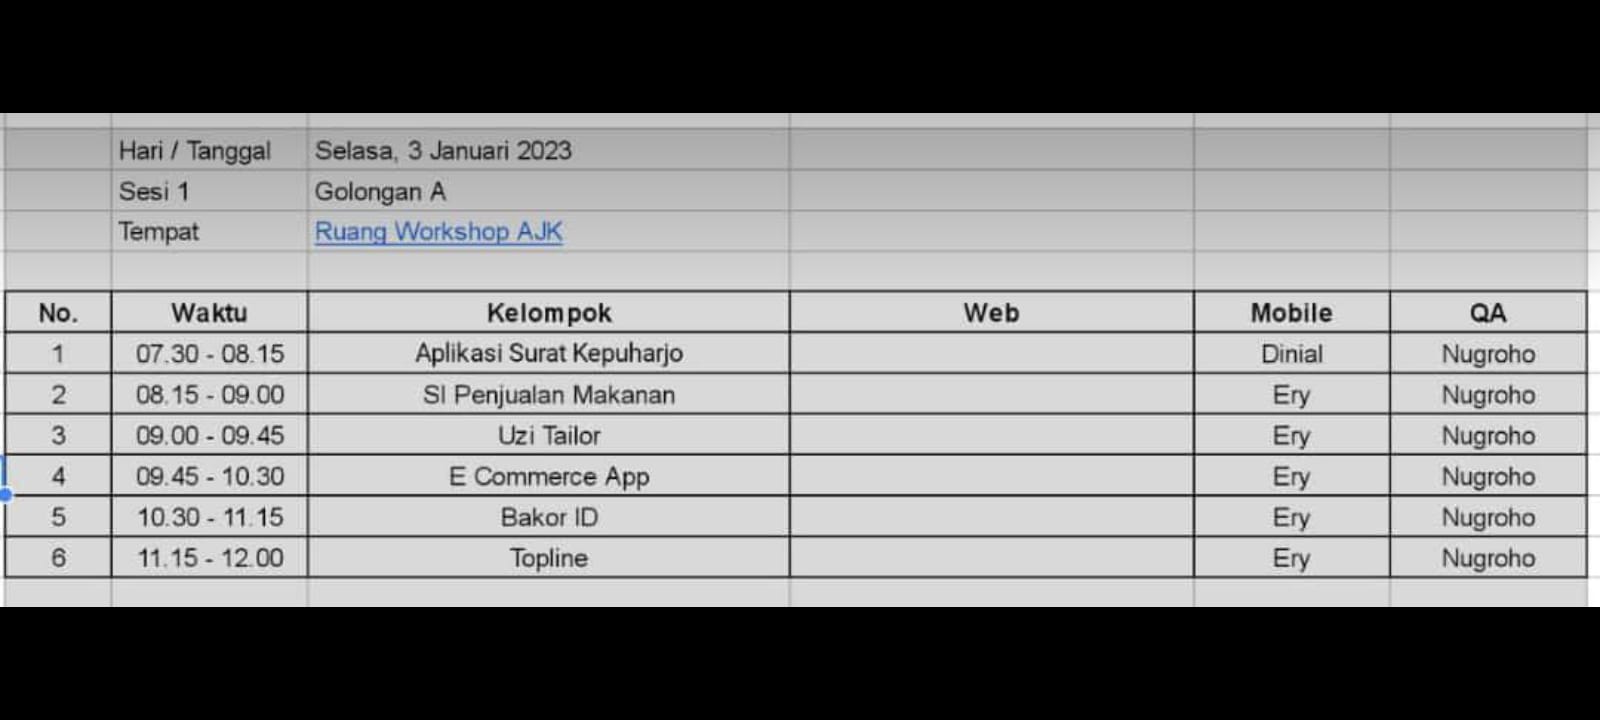 Hari / Tanggal Selasa, 3 Januari 2023
Sesi 1 Golongan A
Tempat Ruang Workshop AJK
No. Waktu Kelompok Web Mobile QA
1 07.30 - 08.15 Aplikasi Surat Kepuharjo Dinial Nugroho
2 08.15 - 09.00 SI Penjualan Makanan Ery Nugroho
3 09.00 - 09.45 Uzi Tailor Ery Nugroho
4 09.45 - 10.30 E Commerce App Ery Nugroho
5 10.30 - 11.15 Bakor ID Ery Nugroho
6 11.15 - 12.00 Topline Ery Nugroho